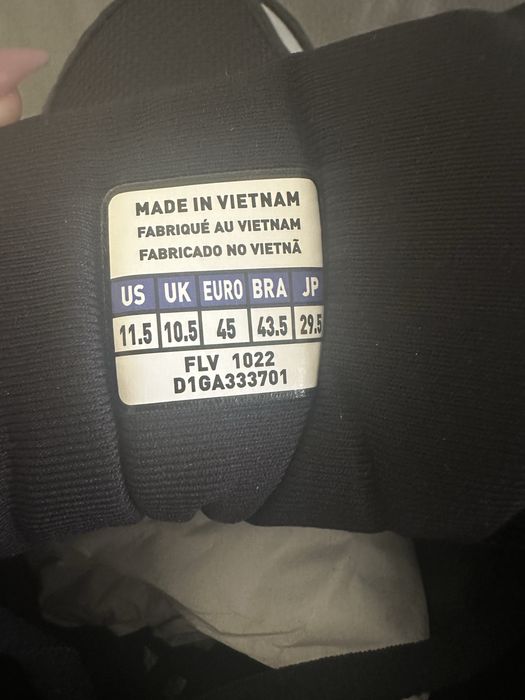 MADE IN VIETNAM
FABRIQUÉ AU VIETNAM
FABRICADO NO VIETNÃ
US UK EURO BRA JP
11.5 10.5 45 43.5 29.5
FLV 1022
D1GA333701